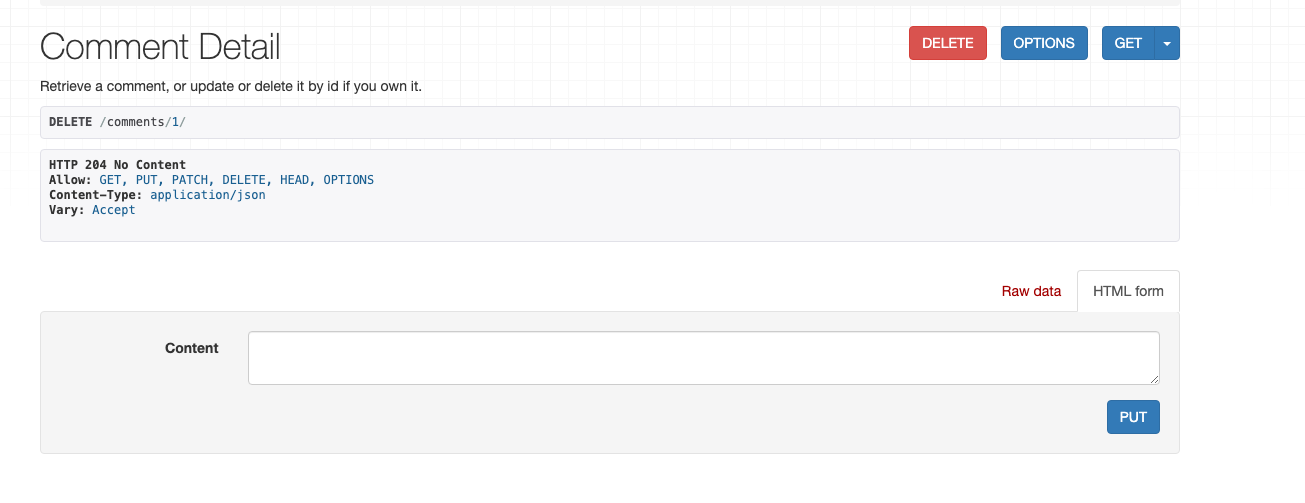 Comment Detail
DELETE
OPTIONS
GET
Retrieve a comment, or update or delete it by id if you own it.
DELETE /comments/1/
HTTP 204 No Content
Allow: GET, PUT, PATCH, DELETE, HEAD, OPTIONS
Content-Type: application/json
Vary: Accept
Raw data
HTML form
Content
PUT